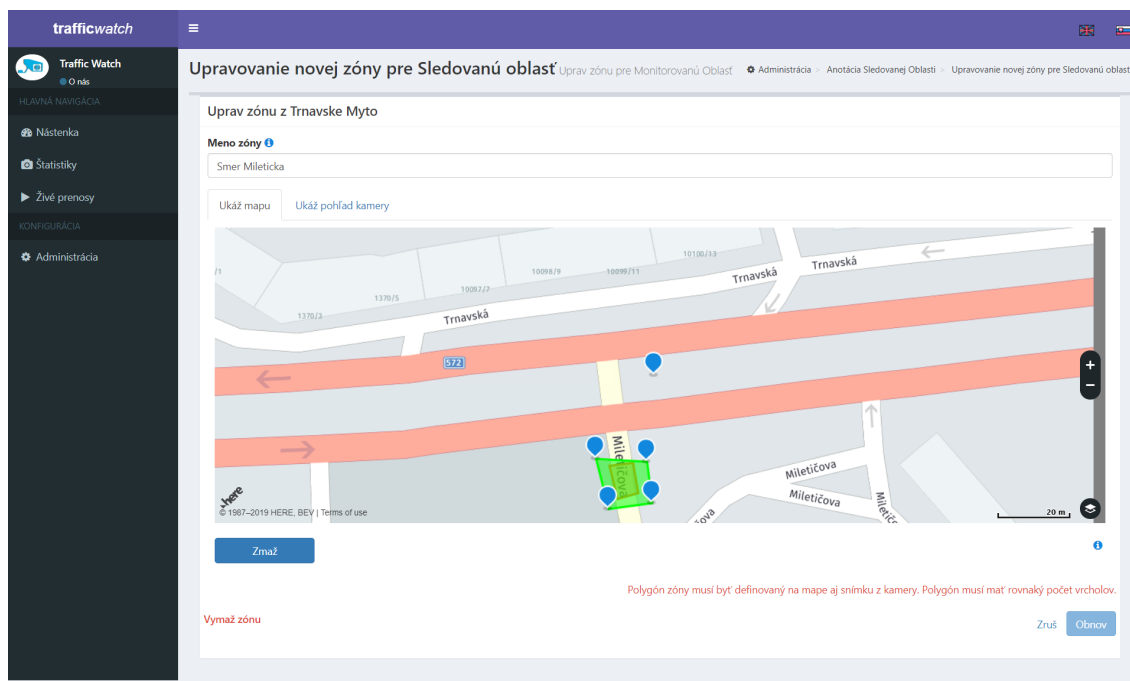 trafficwatch
Traffic Watch
O nás
HLAVNÁ NAVIGÁCIA
Nástenka
Štatistiky
Živé prenosy
KONFIGURÁCIA
Administrácia
Upravovanie novej zóny pre Sledovanú oblasť Uprav zónu pre Monitorovanú Oblasť
Administrácia > Anotácia Sledovanej Oblasti > Upravovanie novej zóny pre Sledovanú oblasť
Uprav zónu z Trnavske Myto
Meno zóny
Smer Mileticka
Ukáž mapu
Ukáž pohľad kamery
/1
1370/3
1370/5
10097/7
10098/9
10099/11
10100/13
Trnavská
Trnavská
Trnavská
572
Miletičova
Miletičova
Miletičova
here
© 1987–2019 HERE, BEV | Terms of use
20 m
+
−
Zmaž
Polygón zóny musí byť definovaný na mape aj snímku z kamery. Polygón musí mať rovnaký počet vrcholov.
Vymaž zónu
Zruš
Obnov